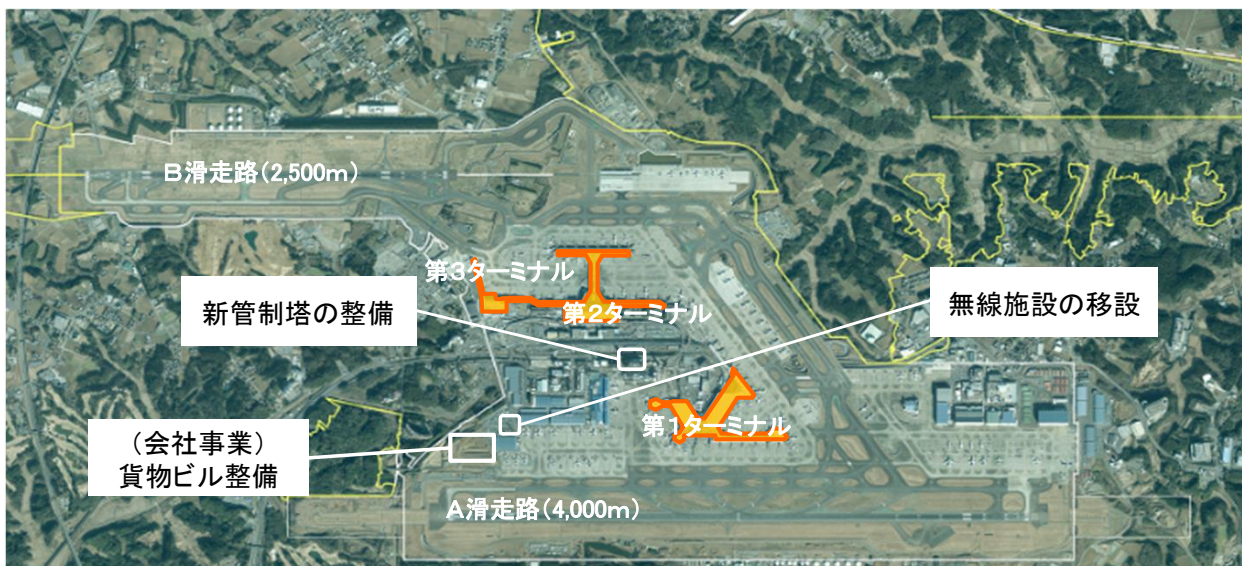 B滑走路(2,500m)
第3ターミナル
新管制塔の整備
第2ターミナル
無線施設の移設
第1ターミナル
(会社事業)
貨物ビル整備
A滑走路(4,000m)